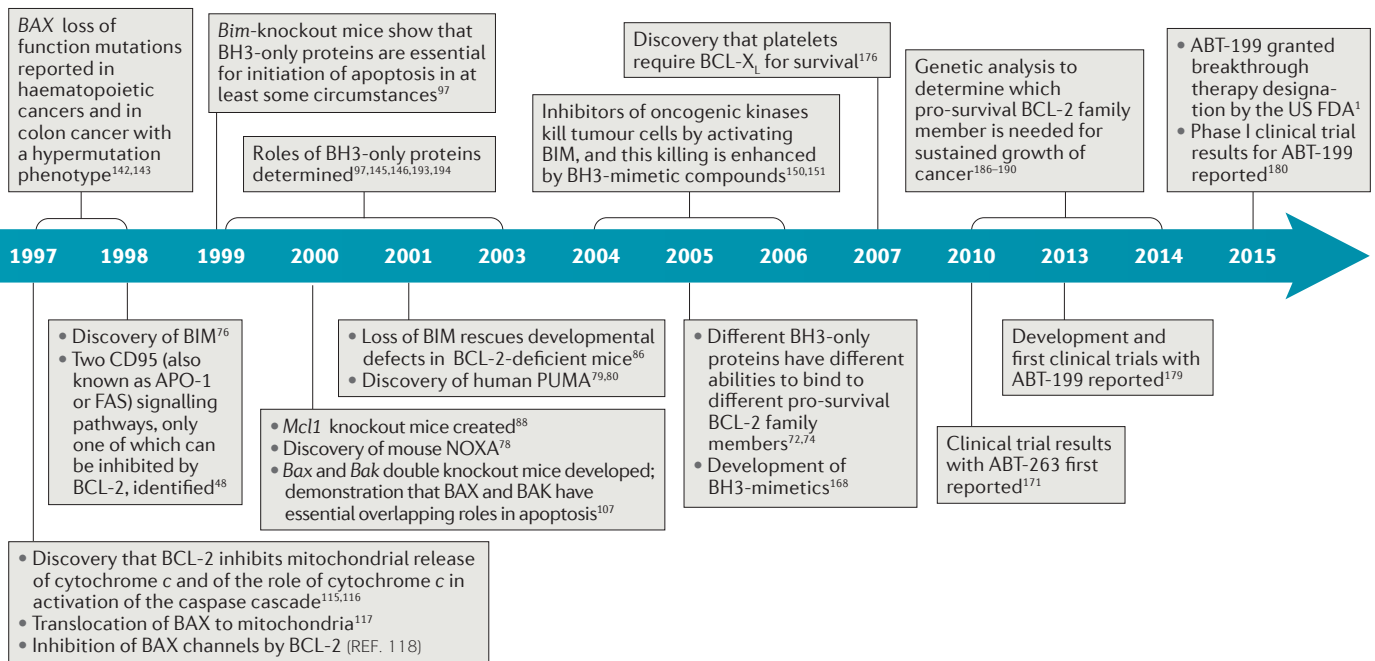 BAX loss of
function mutations
reported in
haematopoietic
cancers and in
colon cancer with
a hypermutation
phenotype142,143
Bim-knockout mice show that
BH3-only proteins are essential
for initiation of apoptosis in at
least some circumstances97
Roles of BH3-only proteins
determined97,145,146,193,194
Discovery that platelets
require BCL-XL for survival176
Inhibitors of oncogenic kinases
kill tumour cells by activating
BIM, and this killing is enhanced
by BH3-mimetic compounds150,151
Genetic analysis to
determine which
pro-survival BCL-2 family
member is needed for
sustained growth of
cancer186–190
• ABT-199 granted
breakthrough
therapy designa-
tion by the US FDA1
• Phase I clinical trial
results for ABT-199
reported180
1997 1998 1999 2000 2001 2003 2004 2005 2006 2007 2010 2013 2014 2015
• Discovery of BIM76
• Two CD95 (also
known as APO-1
or FAS) signalling
pathways, only
one of which can
be inhibited by
BCL-2, identified48
• Loss of BIM rescues developmental
defects in BCL-2-deficient mice86
• Discovery of human PUMA79,80
• Mcl1 knockout mice created88
• Discovery of mouse NOXA78
• Bax and Bak double knockout mice developed;
demonstration that BAX and BAK have
essential overlapping roles in apoptosis107
• Different BH3-only
proteins have different
abilities to bind to
different pro-survival
BCL-2 family
members72,74
• Development of
BH3-mimetics168
Development and
first clinical trials with
ABT-199 reported179
Clinical trial results
with ABT-263 first
reported171
• Discovery that BCL-2 inhibits mitochondrial release
of cytochrome c and of the role of cytochrome c in
activation of the caspase cascade115,116
• Translocation of BAX to mitochondria117
• Inhibition of BAX channels by BCL-2 (REF. 118)